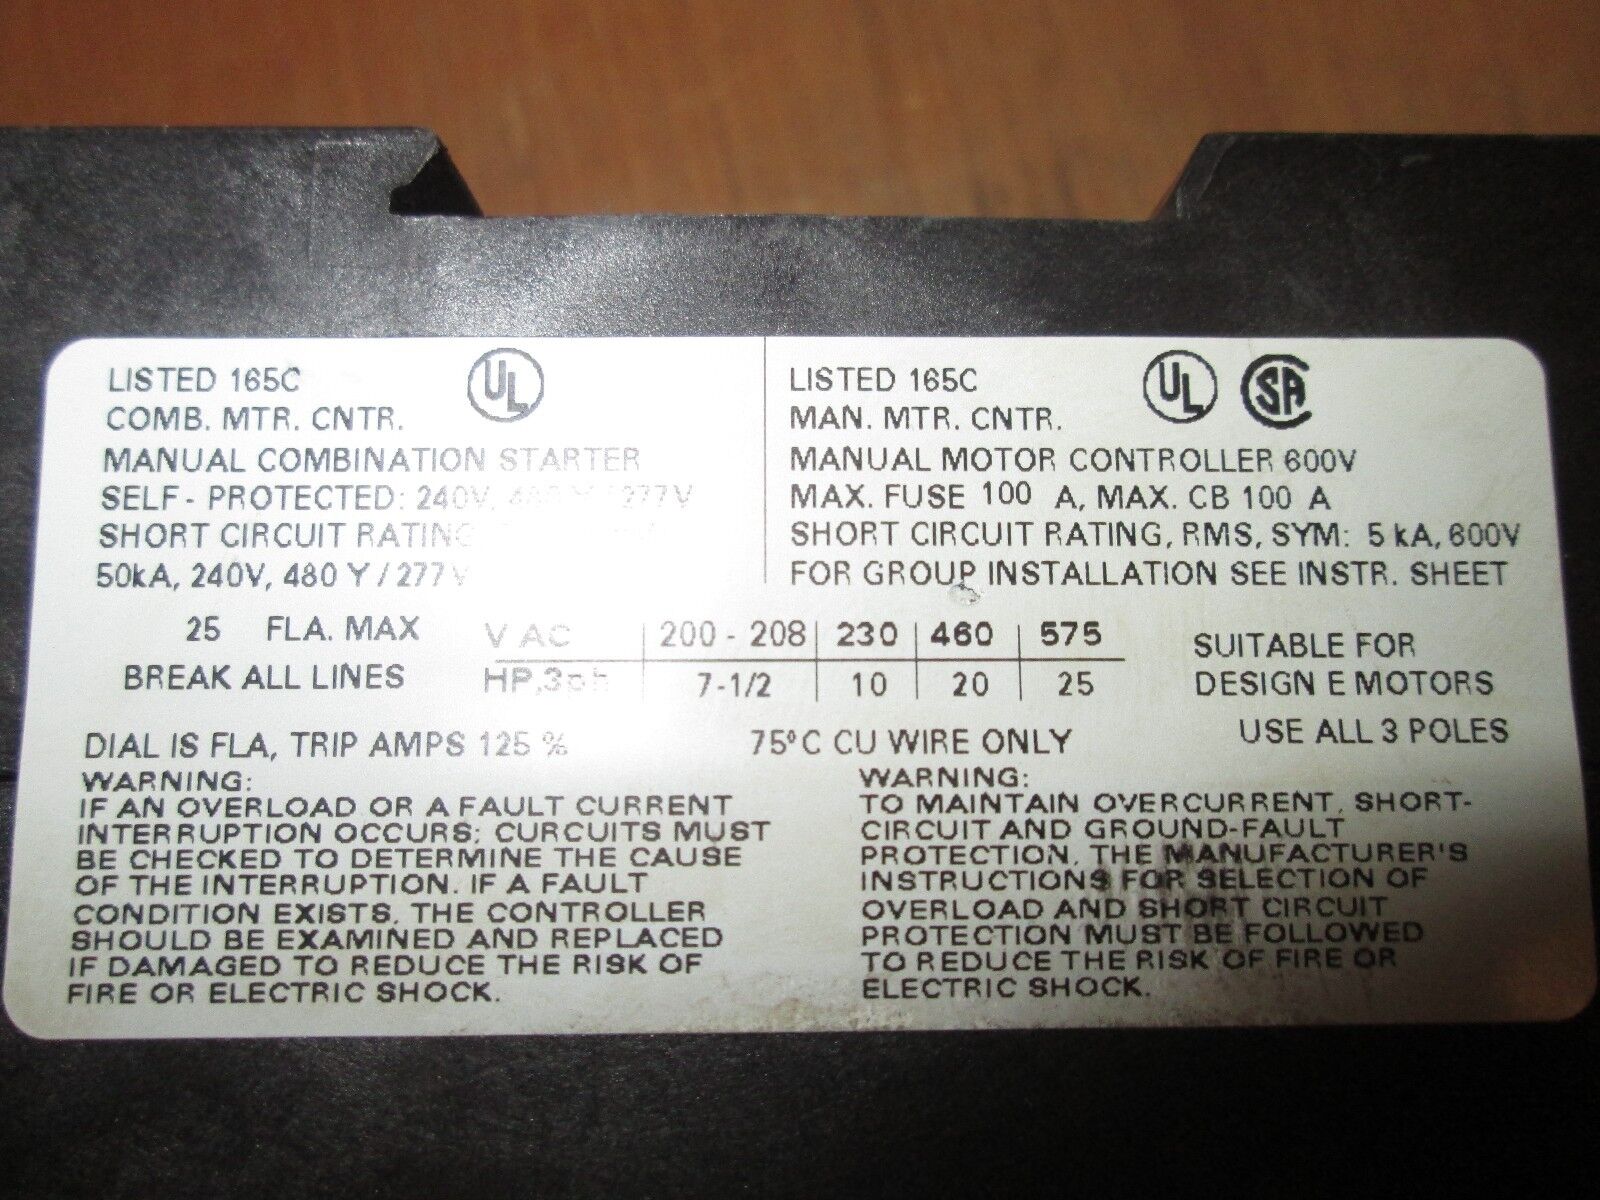 LISTED 165C UL
COMB. MTR. CNTR.
MANUAL COMBINATION STARTER
SELF - PROTECTED: 240V, 480 Y / 277V
SHORT CIRCUIT RATING
50kA, 240V, 480 Y / 277V
LISTED 165C UL SA
MAN. MTR. CNTR.
MANUAL MOTOR CONTROLLER 600V
MAX. FUSE 100 A, MAX. CB 100 A
SHORT CIRCUIT RATING, RMS, SYM: 5 kA, 600V
FOR GROUP INSTALLATION SEE INSTR. SHEET
25 FLA. MAX
BREAK ALL LINES
V AC 200 - 208 230 460 575
HP, 3ph 7-1/2 10 20 25
SUITABLE FOR
DESIGN E MOTORS
DIAL IS FLA, TRIP AMPS 125 %
75°C CU WIRE ONLY
USE ALL 3 POLES
WARNING:
IF AN OVERLOAD OR A FAULT CURRENT
INTERRUPTION OCCURS: CURCUITS MUST
BE CHECKED TO DETERMINE THE CAUSE
OF THE INTERRUPTION. IF A FAULT
CONDITION EXISTS, THE CONTROLLER
SHOULD BE EXAMINED AND REPLACED
IF DAMAGED TO REDUCE THE RISK OF
FIRE OR ELECTRIC SHOCK.
WARNING:
TO MAINTAIN OVERCURRENT, SHORT-
CIRCUIT AND GROUND-FAULT
PROTECTION, THE MANUFACTURER'S
INSTRUCTIONS FOR SELECTION OF
OVERLOAD AND SHORT CIRCUIT
PROTECTION MUST BE FOLLOWED
TO REDUCE THE RISK OF FIRE OR
ELECTRIC SHOCK.